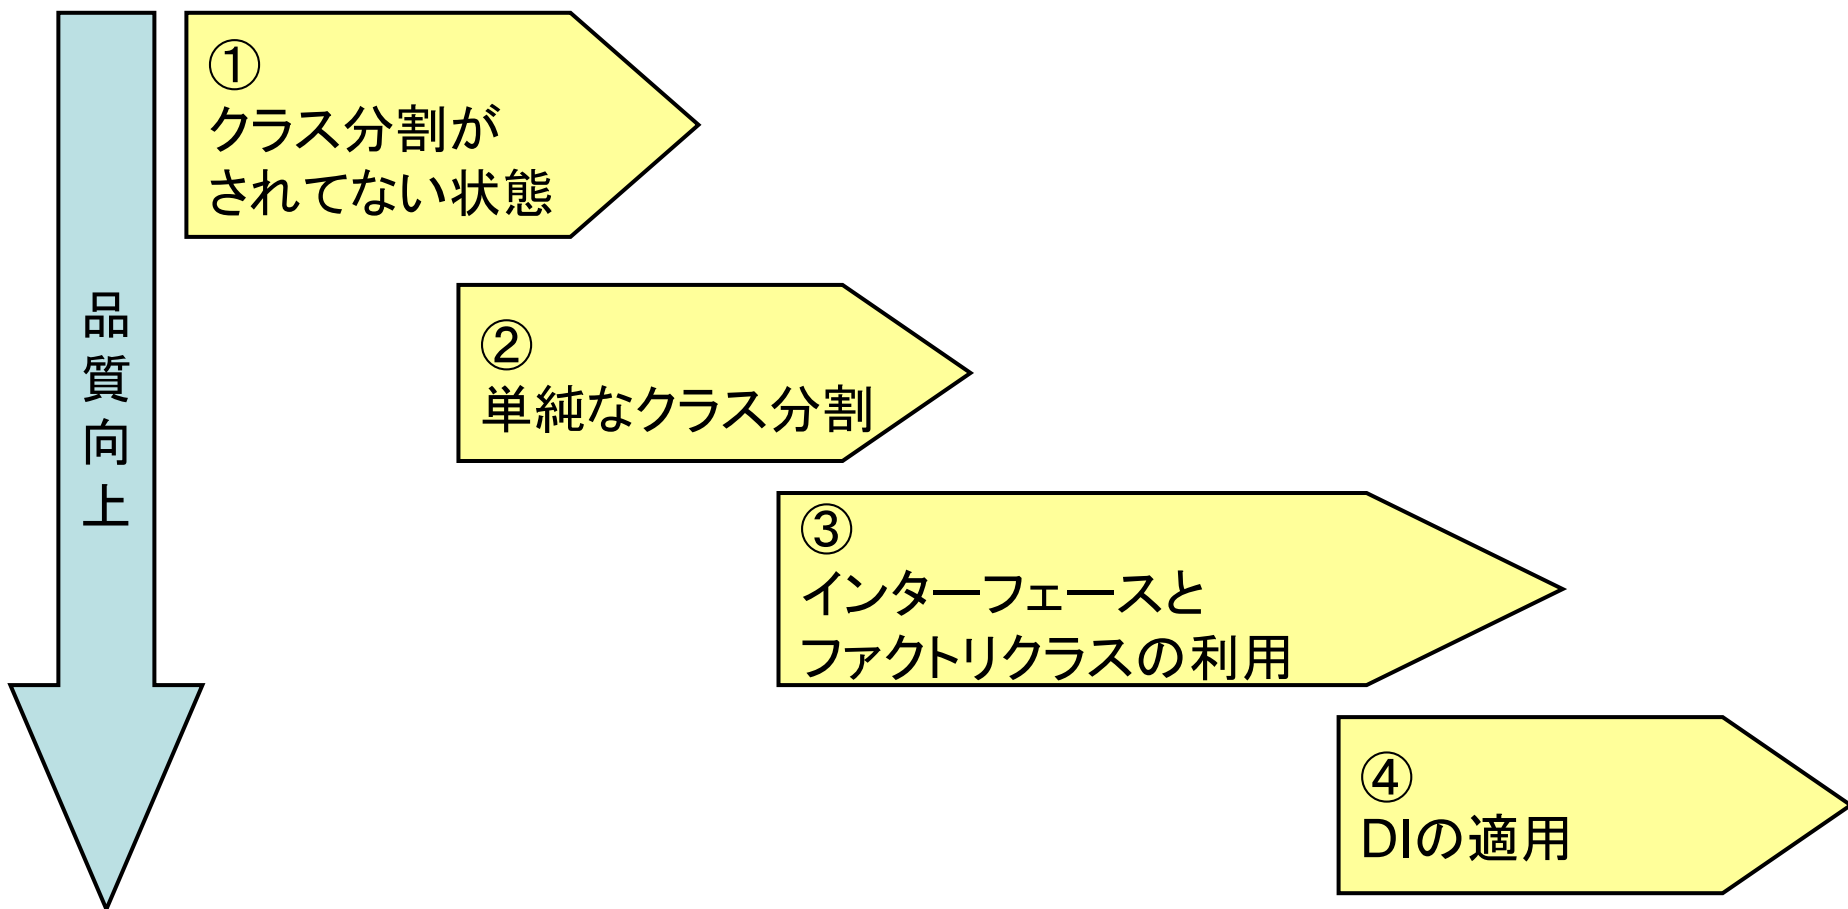 ①
クラス分割が
されてない状態
品
質
向
上
②
単純なクラス分割
③
インターフェースと
ファクトリクラスの利用
④
DIの適用